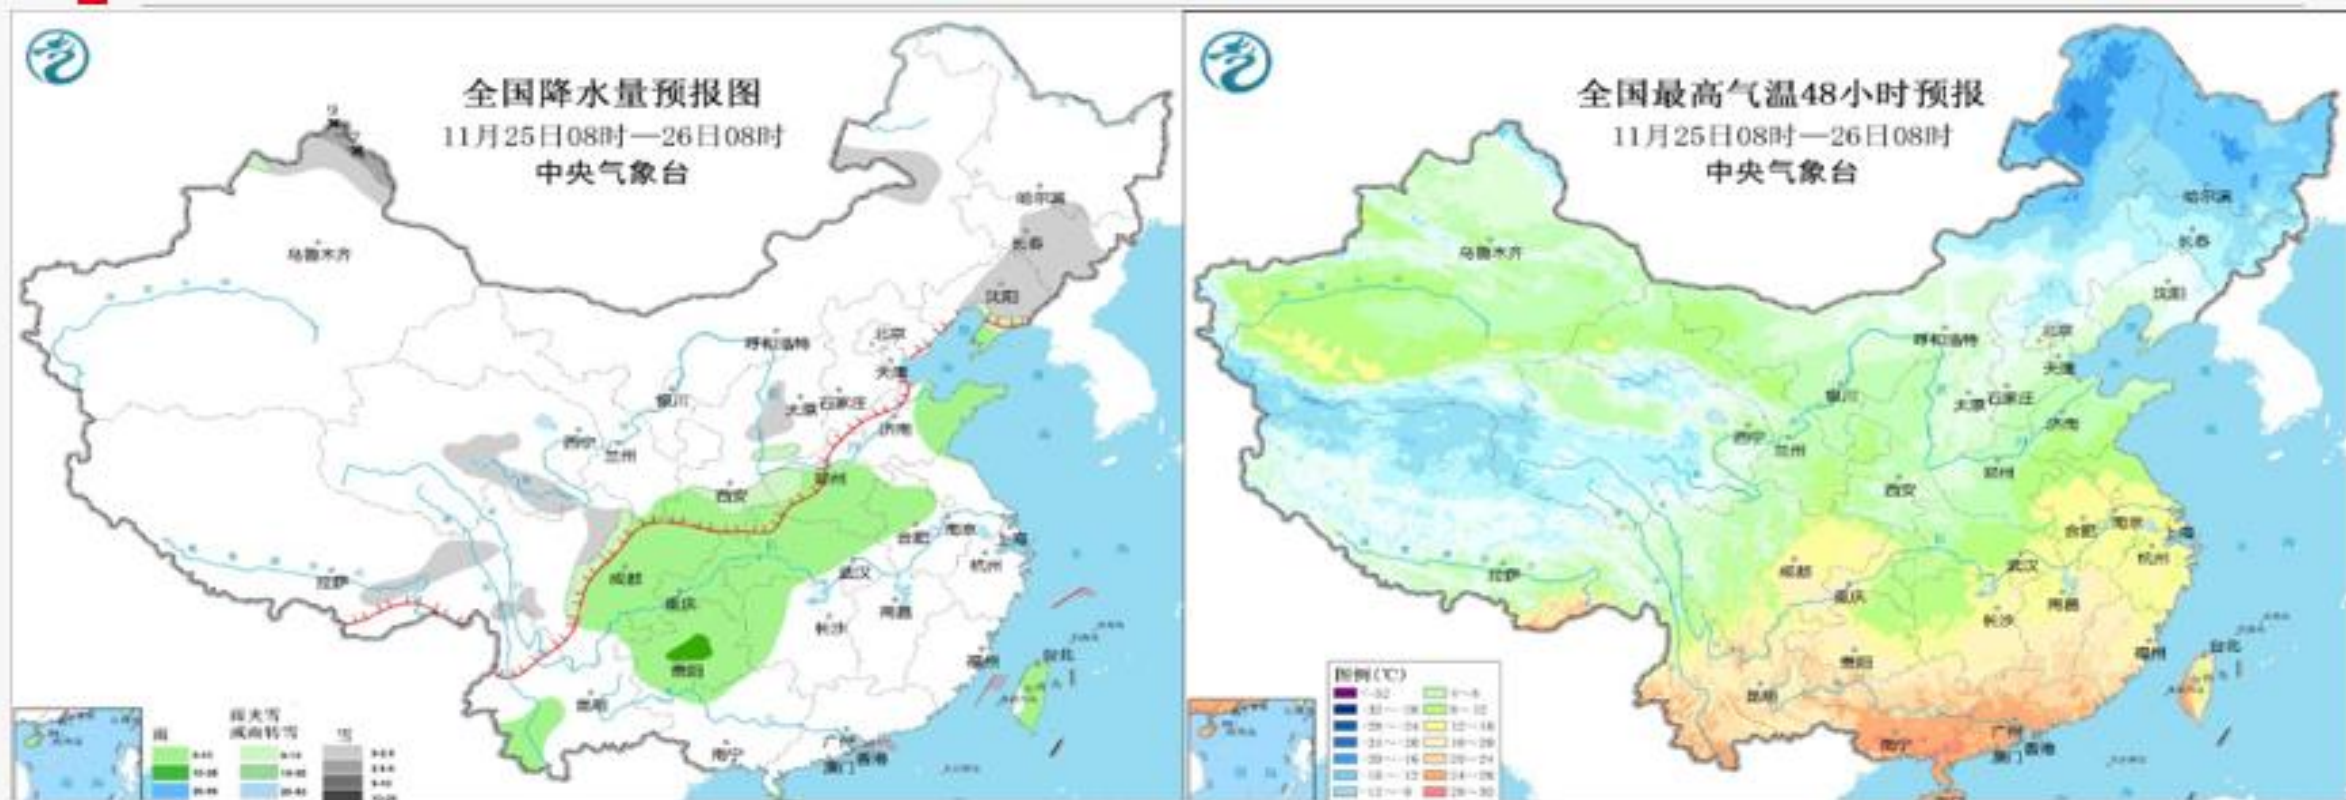 全国降水量预报图
11月25日08时—26日08时
中央气象台
哈尔滨
长春
乌鲁木齐
沈阳
北京
呼和浩特
天津
银川
太原
石家庄
济南
西宁
兰州
郑州
西安
合肥
南京
上海
成都
武汉
杭州
拉萨
重庆
南昌
长沙
贵阳
福州
台北
昆明
南宁
广州
香港
澳门
雨
雨夹雪
或雨转雪
雪
全国最高气温48小时预报
11月25日08时—26日08时
中央气象台
哈尔滨
长春
乌鲁木齐
沈阳
北京
呼和浩特
天津
银川
太原
石家庄
济南
西宁
兰州
郑州
西安
合肥
南京
上海
杭州
成都
武汉
拉萨
重庆
南昌
长沙
福州
台北
贵阳
昆明
广州
南宁
香港
澳门
图例(℃)